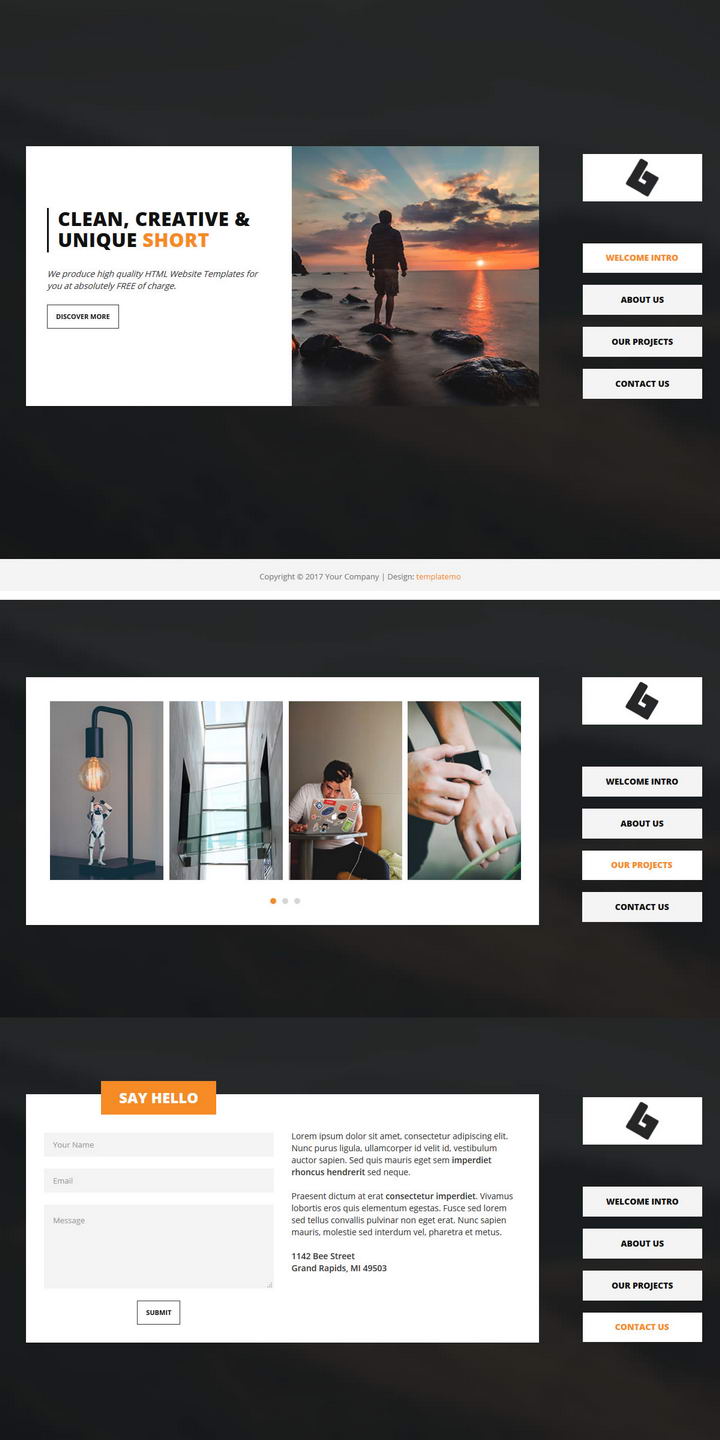 CLEAN, CREATIVE &
UNIQUE SHORT
We produce high quality HTML Website Templates for
you at absolutely FREE of charge.
DISCOVER MORE
WELCOME INTRO
ABOUT US
OUR PROJECTS
CONTACT US
Copyright © 2017 Your Company | Design: templatemo
WELCOME INTRO
ABOUT US
OUR PROJECTS
CONTACT US
SAY HELLO
Your Name
Email
Message
SUBMIT
Lorem ipsum dolor sit amet, consectetur adipiscing elit.
Nunc purus ligula, ullamcorper id velit id, vestibulum
auctor sapien. Sed quis mauris eget sem imperdiet
rhoncus hendrerit sed neque.
Praesent dictum at erat consectetur imperdiet. Vivamus
lobortis eros quis elementum egestas. Fusce sed lorem
sed tellus convallis pulvinar non eget erat. Nunc sapien
mauris, molestie sed interdum vel, pharetra et metus.
1142 Bee Street
Grand Rapids, MI 49503
WELCOME INTRO
ABOUT US
OUR PROJECTS
CONTACT US